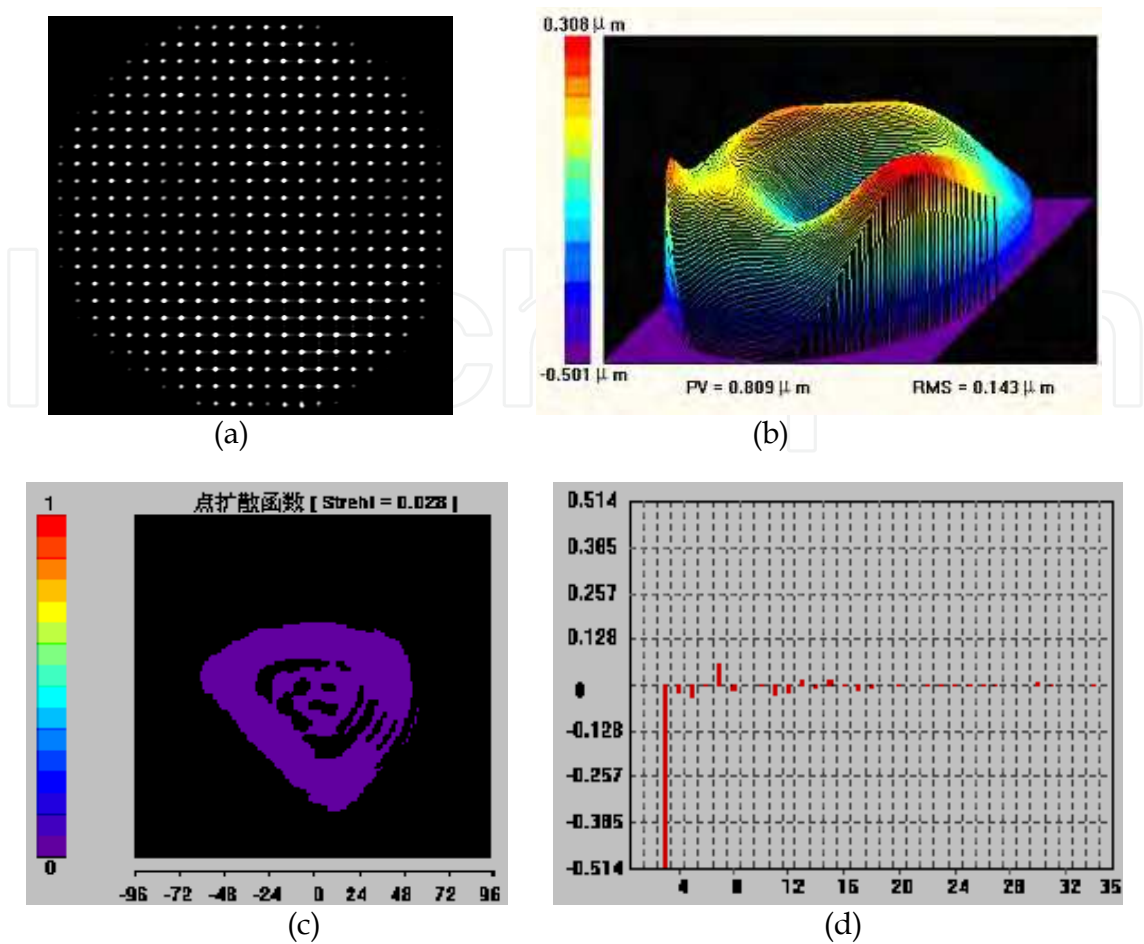 0.308 μ m
-0.501 μ m
PV = 0.809 μ m
RMS = 0.143 μ m
(a)
(b)
点扩散函数 [ Strehl = 0.028 ]
1
0
-96 -72 -48 -24 0 24 48 72 96
(c)
0.514
0.385
0.257
0.128
0
-0.128
-0.257
-0.385
-0.514
4 8 12 16 20 24 28 32 35
(d)